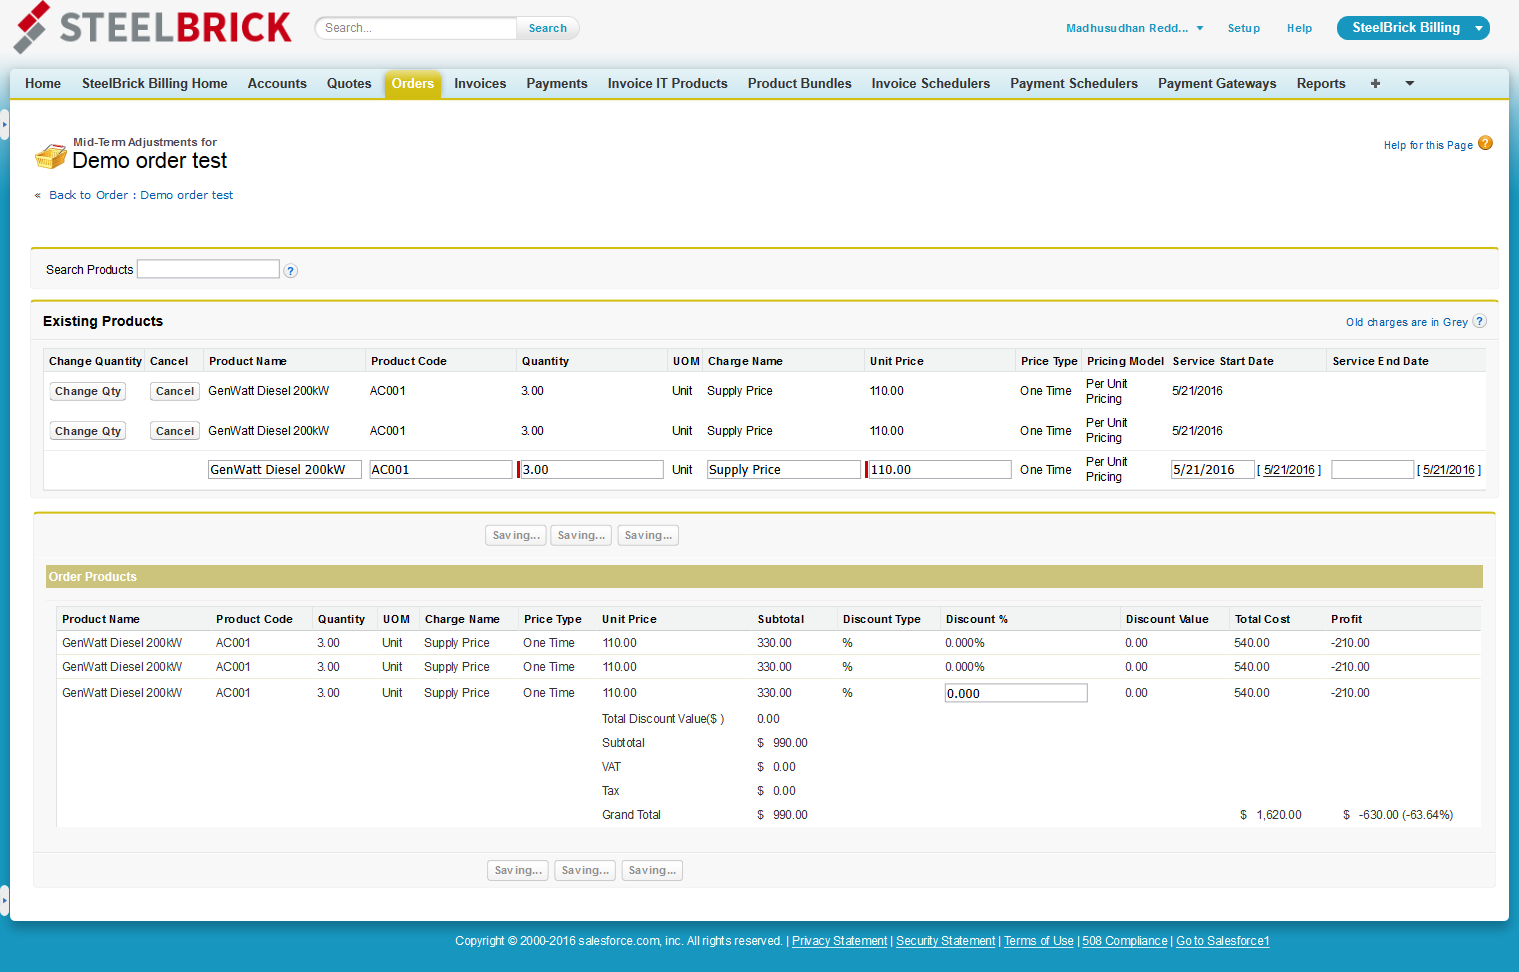 STEELBRICK
Search...
Search
Madhusudhan Redd...
Setup
Help
SteelBrick Billing
Home SteelBrick Billing Home Accounts Quotes Orders Invoices Payments Invoice IT Products Product Bundles Invoice Schedulers Payment Schedulers Payment Gateways Reports +
Mid-Term Adjustments for
Demo order test
Help for this Page ?
« Back to Order : Demo order test
Search Products ?
Existing Products
Old charges are in Grey ?
Change Quantity Cancel Product Name Product Code Quantity UOM Charge Name Unit Price Price Type Pricing Model Service Start Date Service End Date
Change Qty Cancel GenWatt Diesel 200kW AC001 3.00 Unit Supply Price 110.00 One Time Per Unit Pricing 5/21/2016
Change Qty Cancel GenWatt Diesel 200kW AC001 3.00 Unit Supply Price 110.00 One Time Per Unit Pricing 5/21/2016
GenWatt Diesel 200kW AC001 3.00 Unit Supply Price 110.00 One Time Per Unit Pricing 5/21/2016 [ 5/21/2016 ] [ 5/21/2016 ]
Saving... Saving... Saving...
Order Products
Product Name Product Code Quantity UOM Charge Name Price Type Unit Price Subtotal Discount Type Discount % Discount Value Total Cost Profit
GenWatt Diesel 200kW AC001 3.00 Unit Supply Price One Time 110.00 330.00 % 0.000% 0.00 540.00 -210.00
GenWatt Diesel 200kW AC001 3.00 Unit Supply Price One Time 110.00 330.00 % 0.000% 0.00 540.00 -210.00
GenWatt Diesel 200kW AC001 3.00 Unit Supply Price One Time 110.00 330.00 % 0.000 0.00 540.00 -210.00
Total Discount Value($ ) 0.00
Subtotal $ 990.00
VAT $ 0.00
Tax $ 0.00
Grand Total $ 990.00 $ 1,620.00 $ -630.00 (-63.64%)
Saving... Saving... Saving...
Copyright © 2000-2016 salesforce.com, inc. All rights reserved. | Privacy Statement | Security Statement | Terms of Use | 508 Compliance | Go to Salesforce1